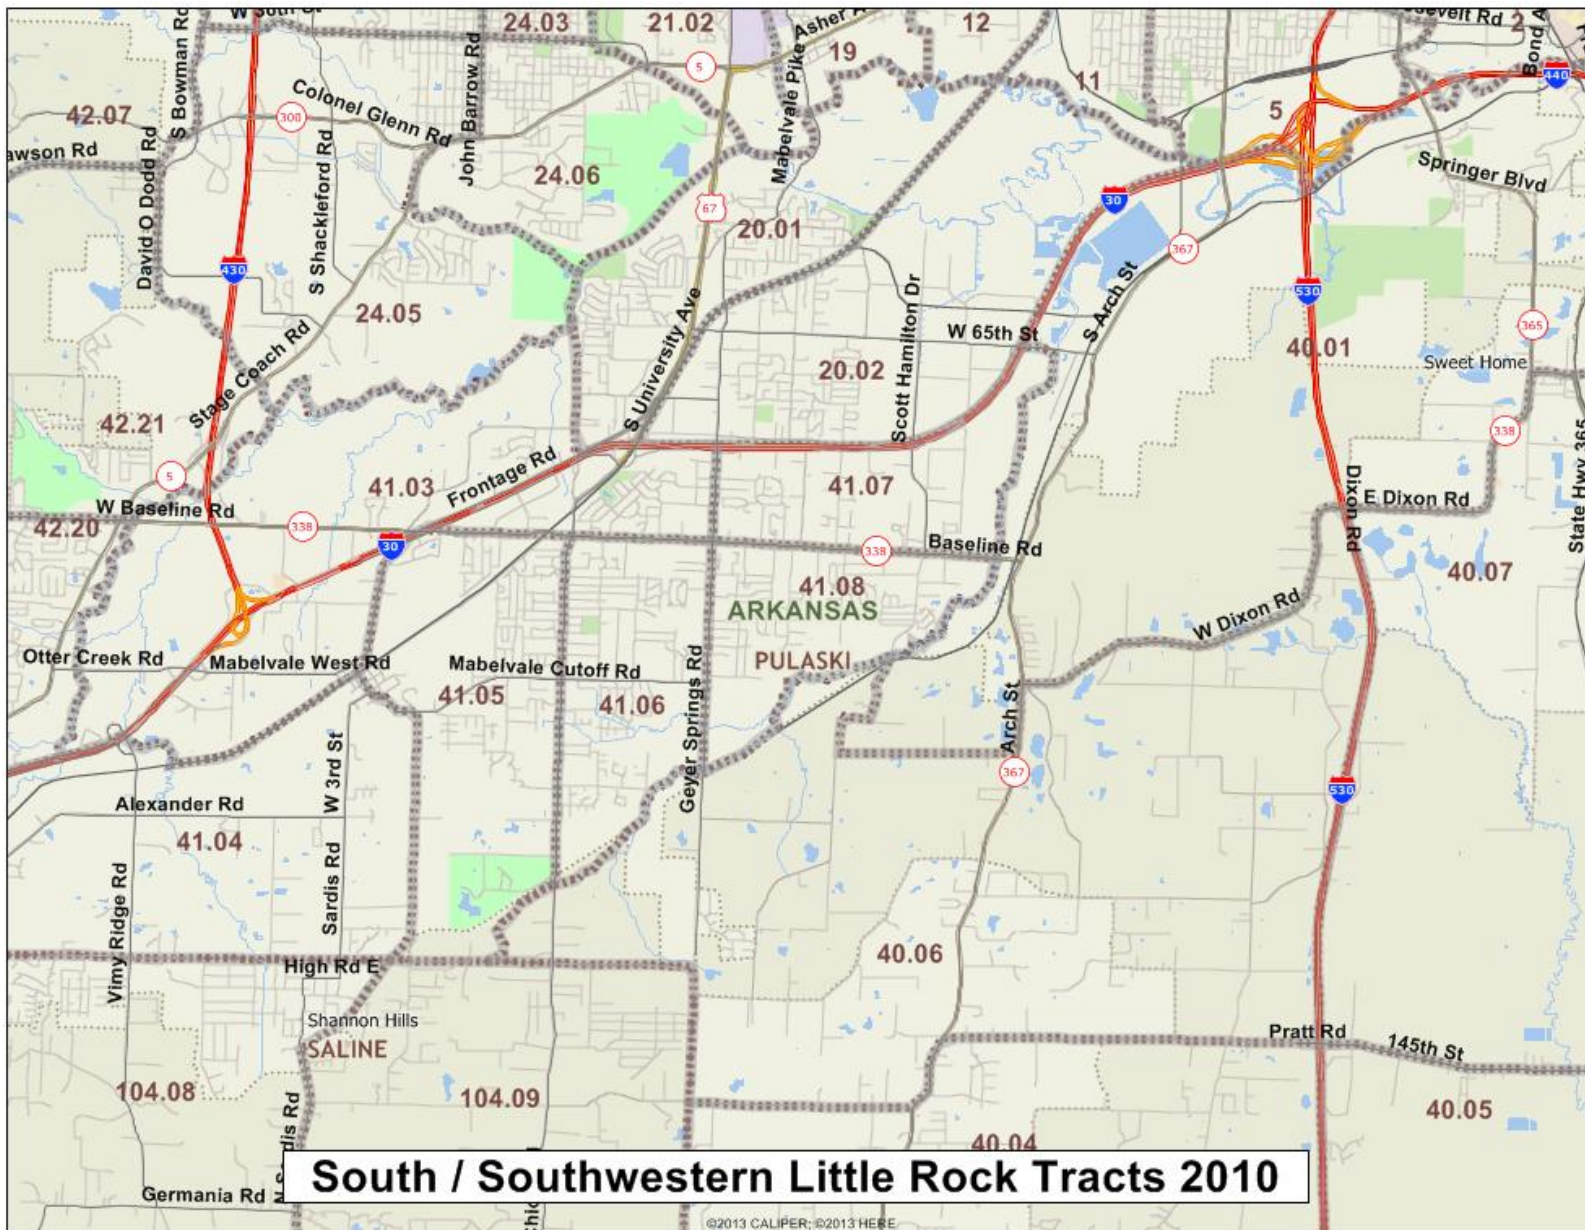 24.03
21.02
12
2
19
5
11
5
440
42.07
S Bowman Rd
Colonel Glenn Rd
300
John Barrow Rd
Mabelvale Pike
David O Dodd Rd
S Shackleford Rd
24.06
Springer Blvd
30
67
20.01
367
430
530
24.05
S University Ave
Scott Hamilton Dr
W 65th St
S Arch St
365
40.01
Sweet Home
20.02
Stage Coach Rd
42.21
338
5
41.03
Frontage Rd
41.07
Dixon Rd
E Dixon Rd
State Hwy 365
W Baseline Rd
42.20
338
30
338
Baseline Rd
40.07
41.08
ARKANSAS
W Dixon Rd
PULASKI
Otter Creek Rd
Mabelvale West Rd
Mabelvale Cutoff Rd
41.05
41.06
Geyer Springs Rd
Arch St
W 3rd St
367
530
Alexander Rd
41.04
Sardis Rd
Vimy Ridge Rd
40.06
High Rd E
Shannon Hills
SALINE
Pratt Rd
145th St
104.08
104.09
40.05
40.04
South / Southwestern Little Rock Tracts 2010
Germania Rd
©2013 CALIPER; ©2013 HERE